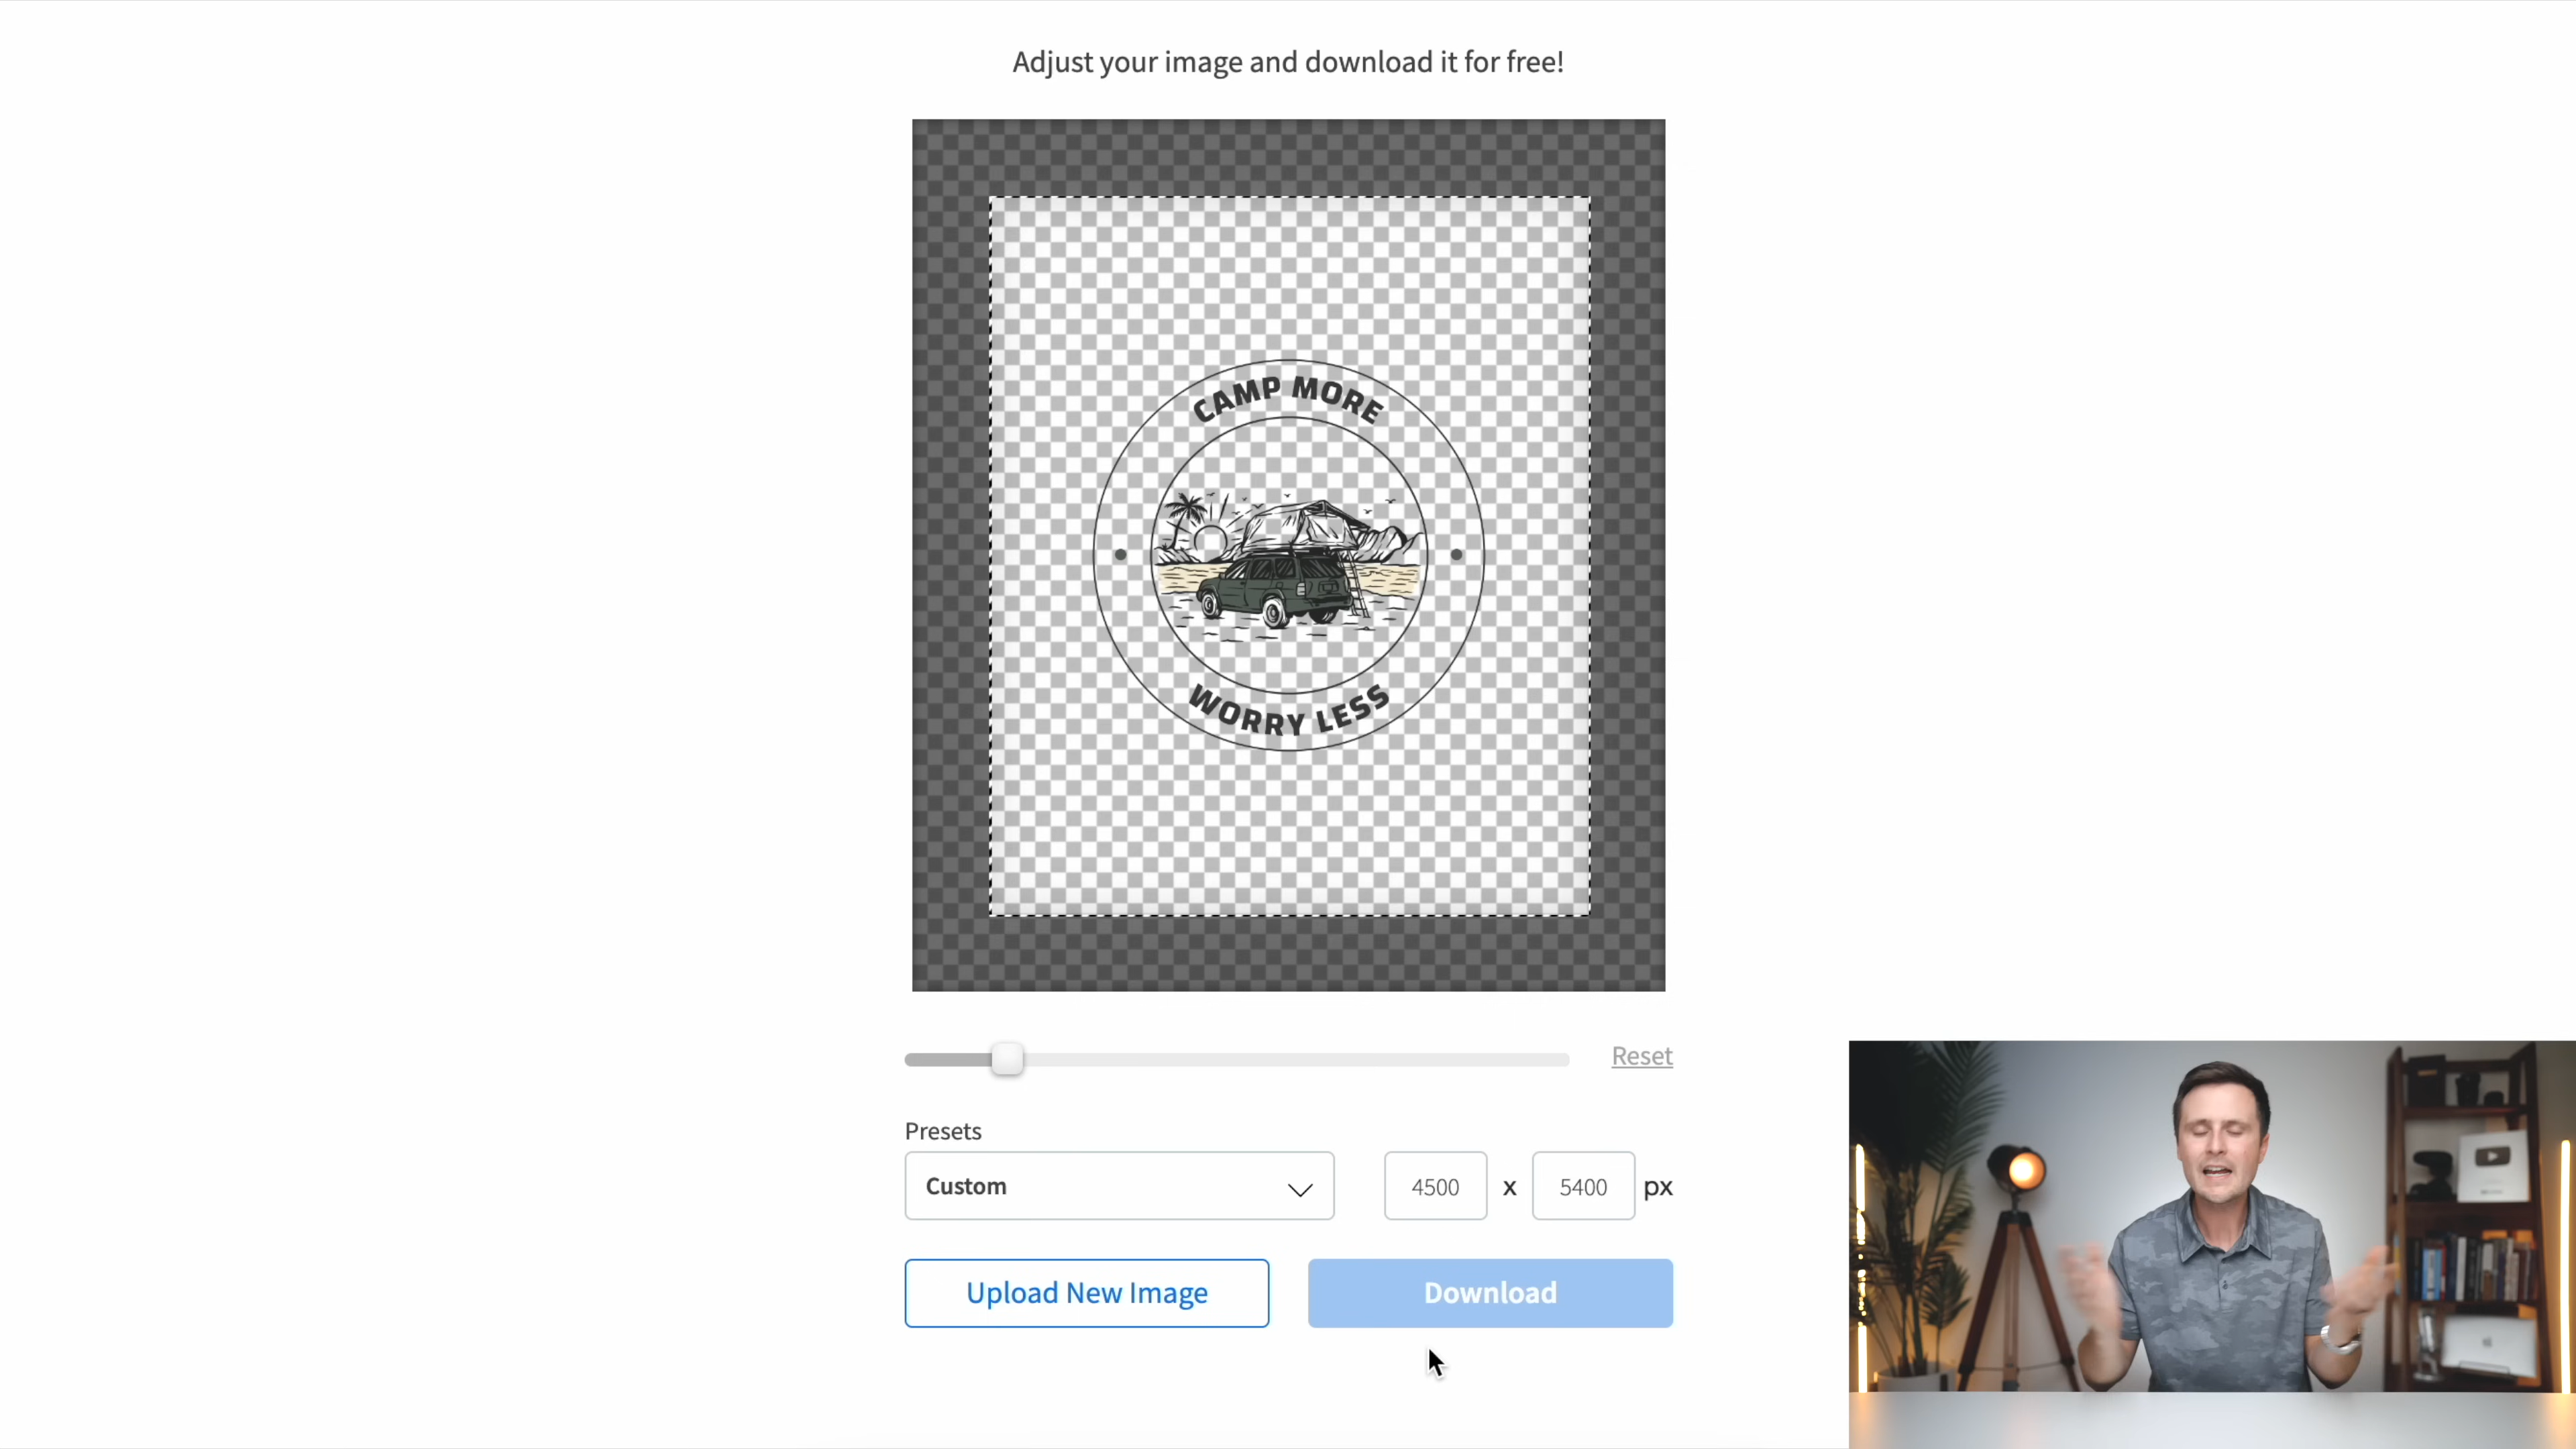 Adjust your image and download it for free!
CAMP MORE
WORRY LESS
Reset
Presets
Custom
4500 x 5400 px
Upload New Image
Download